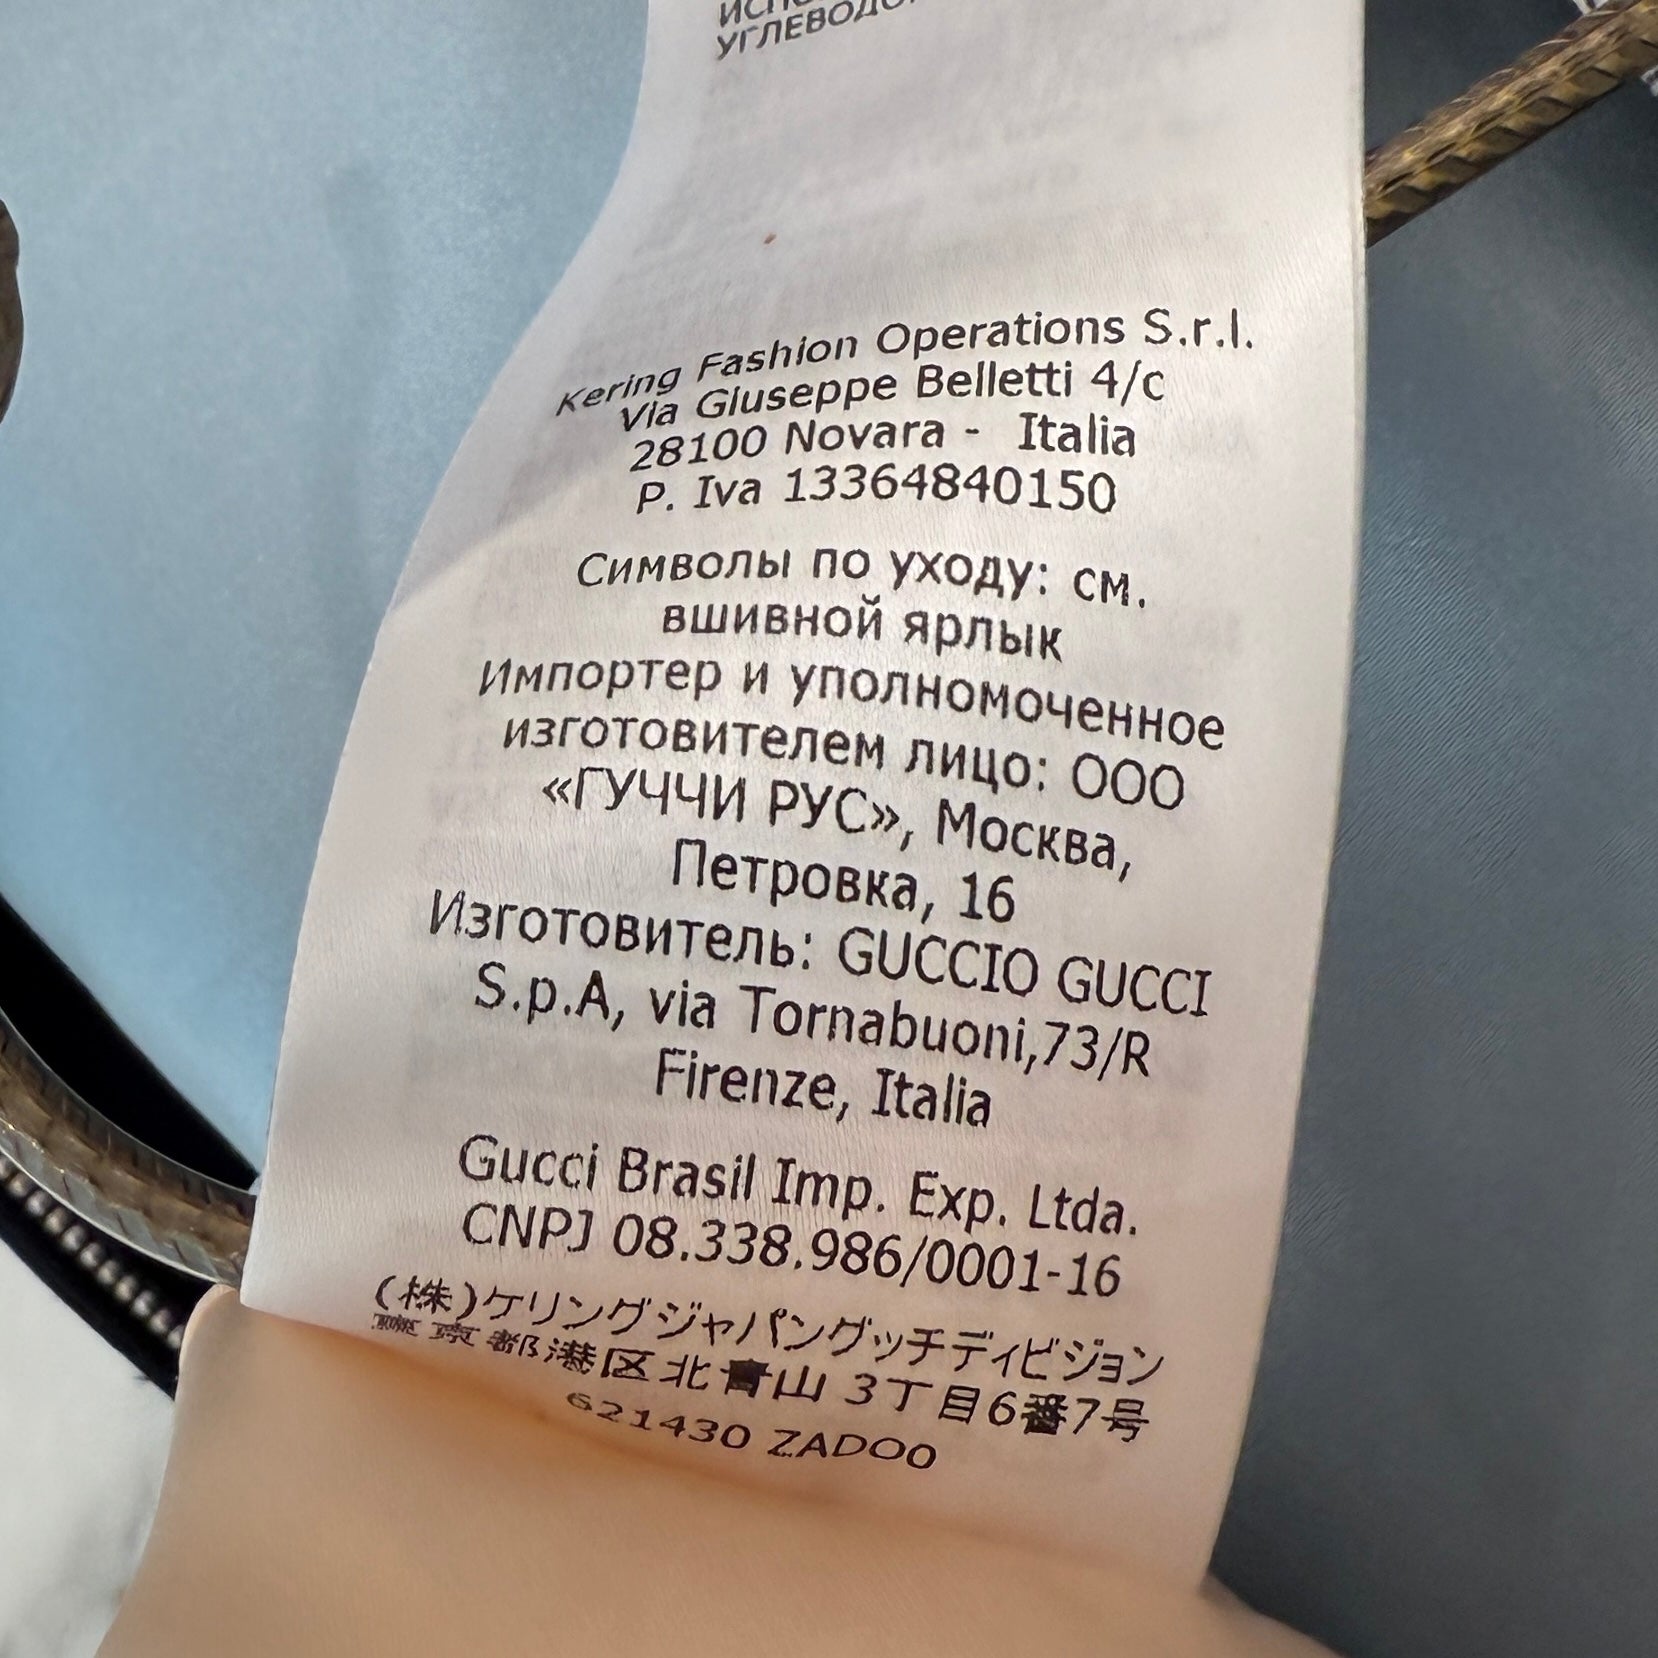 УГЛЕВОДО
Kering Fashion Operations S.r.l.
Via Giuseppe Belletti 4/c
28100 Novara - Italia
P. Iva 13364840150
Символы по уходу: см.
вшивной ярлык
Импортер и уполномоченное
изготовителем лицо: ООО
«ГУЧЧИ РУС», Москва,
Петровка, 16
Изготовитель: GUCCIO GUCCI
S.p.A, via Tornabuoni,73/R
Firenze, Italia
Gucci Brasil Imp. Exp. Ltda.
CNPJ 08.338.986/0001-16
(株)ケリングジャパングッチディビジョン
東京都港区北青山 3丁目6番7号
621430 ZADOO